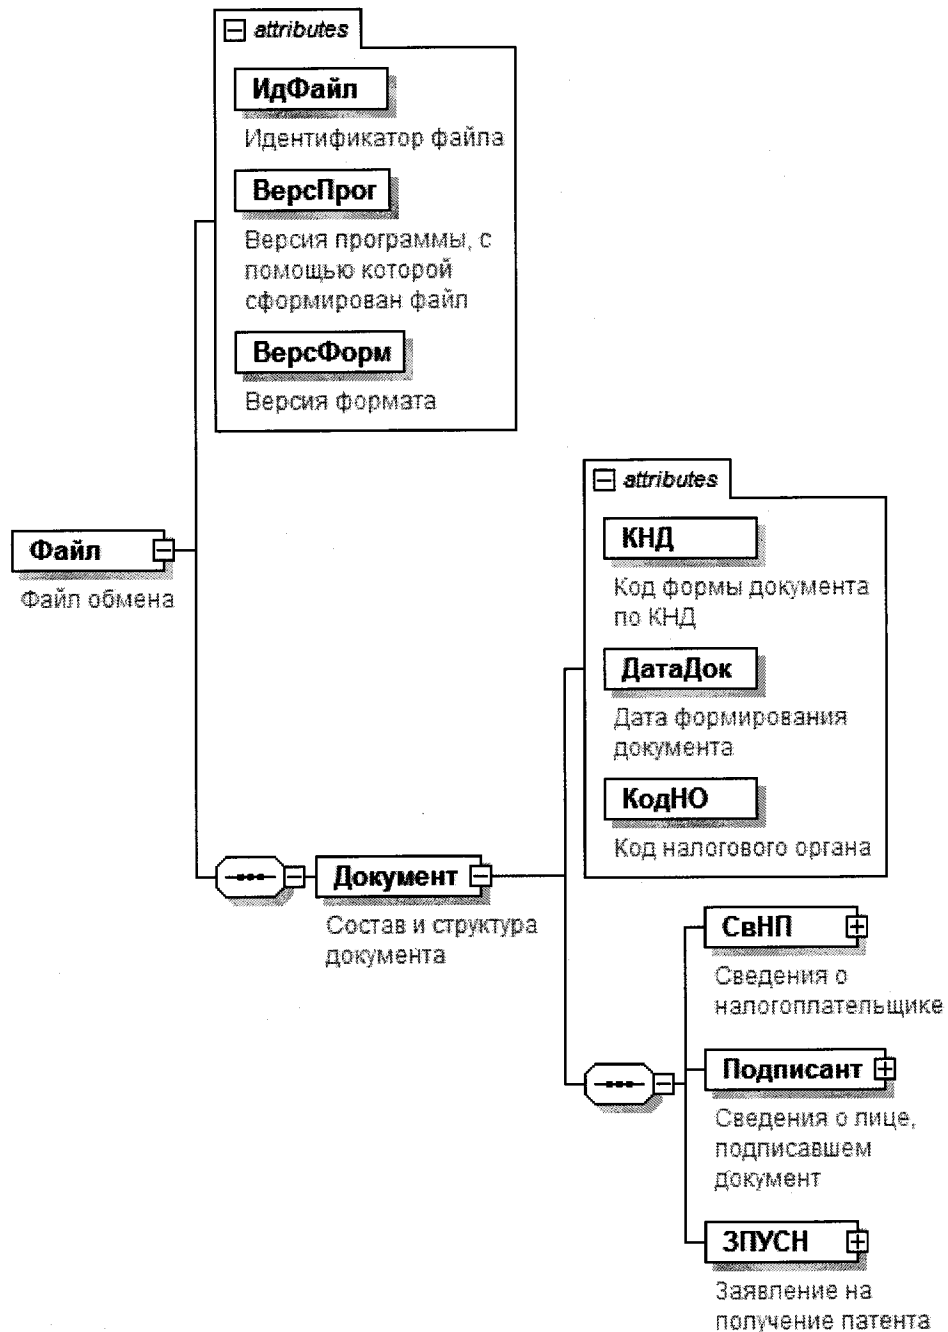 attributes
ИдФайл
Идентификатор файла
ВерсПрог
Версия программы, с
помощью которой
сформирован файл
ВерсФорм
Версия формата
Файл
Файл обмена
attributes
КНД
Код формы документа
по КНД
ДатаДок
Дата формирования
документа
КодНО
Код налогового органа
Документ
Состав и структура
документа
СвНП
Сведения о
налогоплательщике
Подписант
Сведения о лице,
подписавшем
документ
ЗПУСН
Заявление на
получение патента